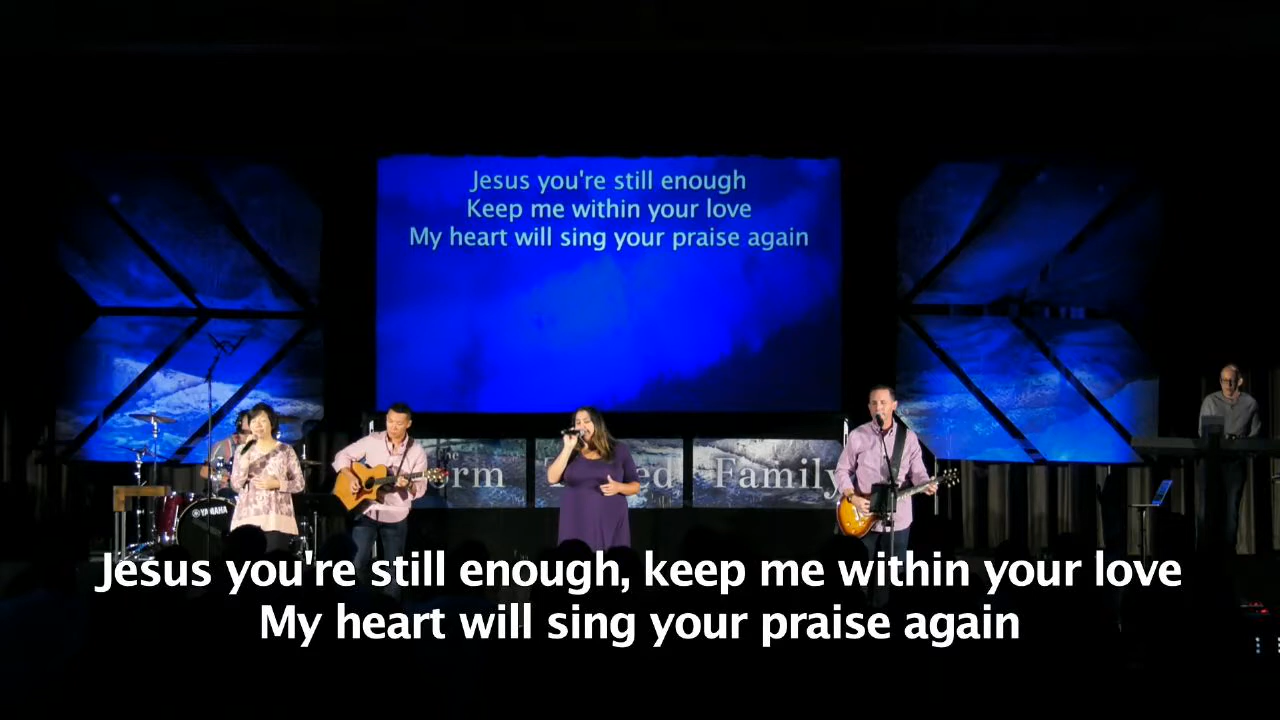 Jesus you're still enough
Keep me within your love
My heart will sing your praise again
Family
YAMAHA
Jesus you're still enough, keep me within your love
My heart will sing your praise again